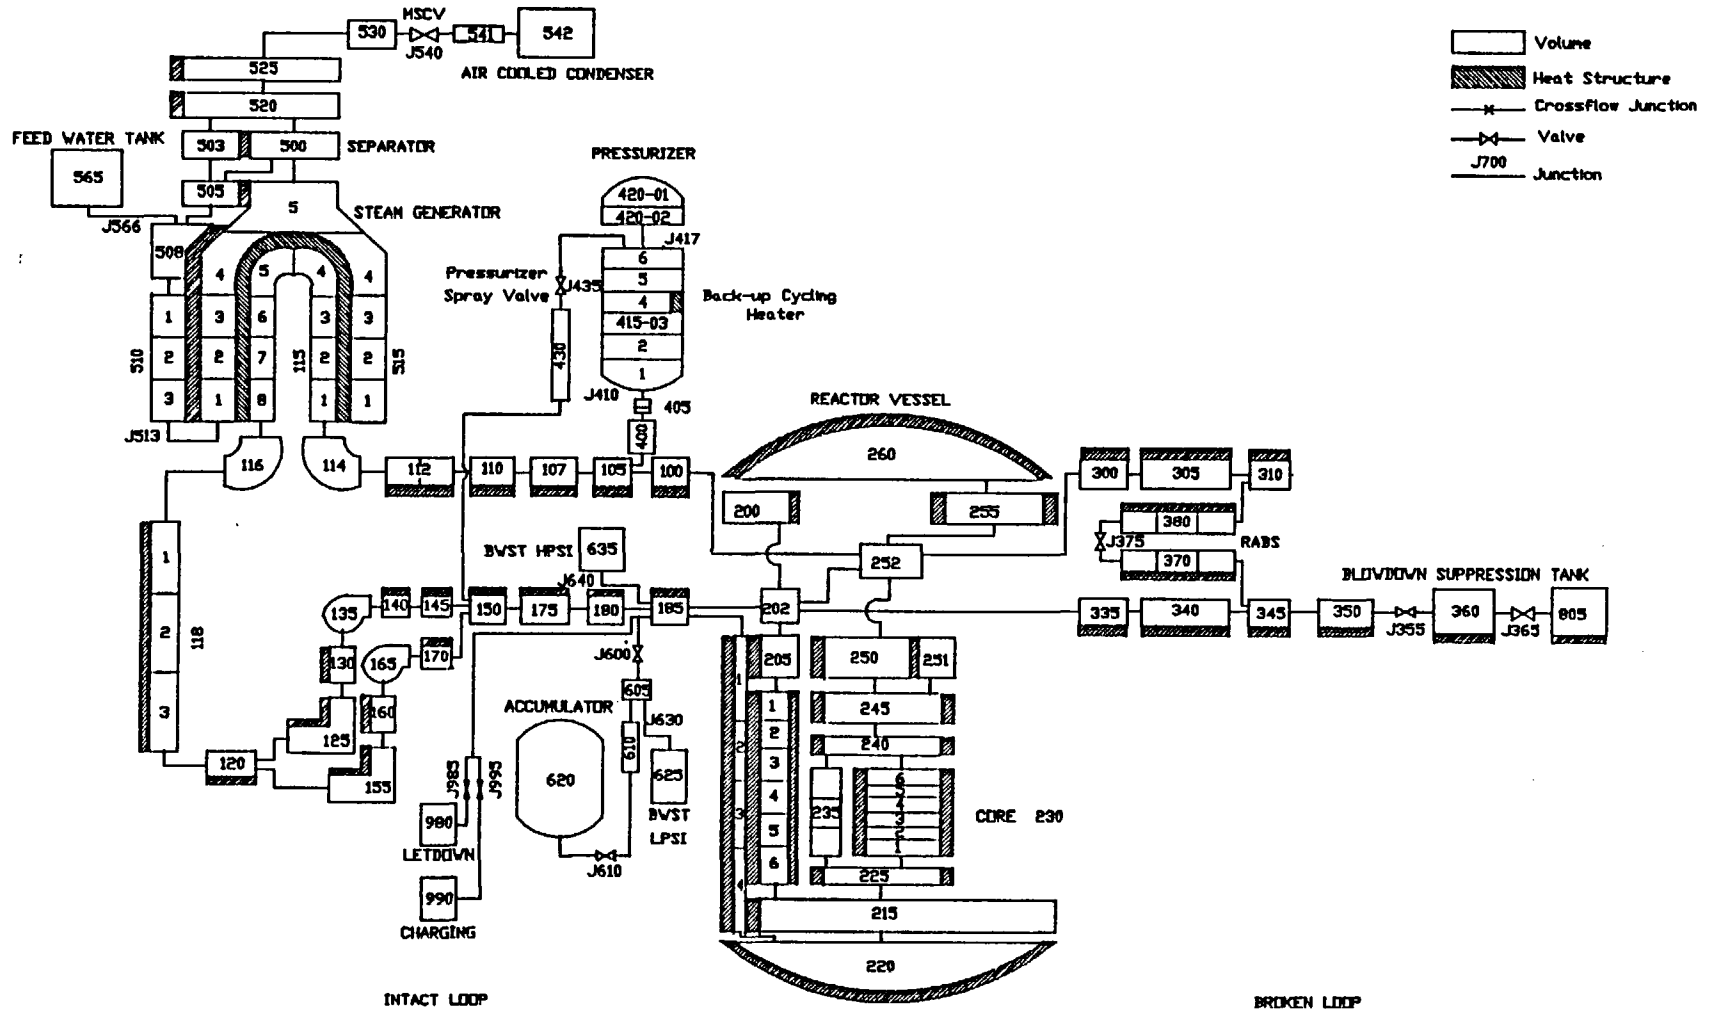 MSCV
530
541
542
J540
AIR COOLED CONDENSER
525
520
FEED WATER TANK
503
500
SEPARATOR
565
505
5
STEAM GENERATOR
J566
508
4
5
4
4
1
3
6
3
3
510
2
2
7
115
2
2
515
3
1
8
1
1
J513
116
114
PRESSURIZER
420-01
420-02
J417
6
Pressurizer
Spray Valve
J435
5
4
Back-up Cycling
Heater
415-03
430
2
1
J410
405
400
112
110
107
105
100
Volume
Heat Structure
Crossflow Junction
Valve
J700
Junction
REACTOR VESSEL
260
200
255
252
300
305
310
380
J375
RABS
370
BLOWDOWN SUPPRESSION TANK
335
340
345
350
J355
360
J365
805
BWST HPSI
635
J640
1
2
118
3
135
140
145
150
175
180
185
202
130
165
170
160
125
120
155
J600
605
ACCUMULATOR
J630
610
620
625
BWST
LPSI
J610
J985
J995
980
LETDOWN
990
CHARGING
1
2
3
4
205
1
2
3
4
5
6
250
251
245
240
235
6
5
4
3
2
1
CORE 230
225
215
220
INTACT LOOP
BROKEN LOOP